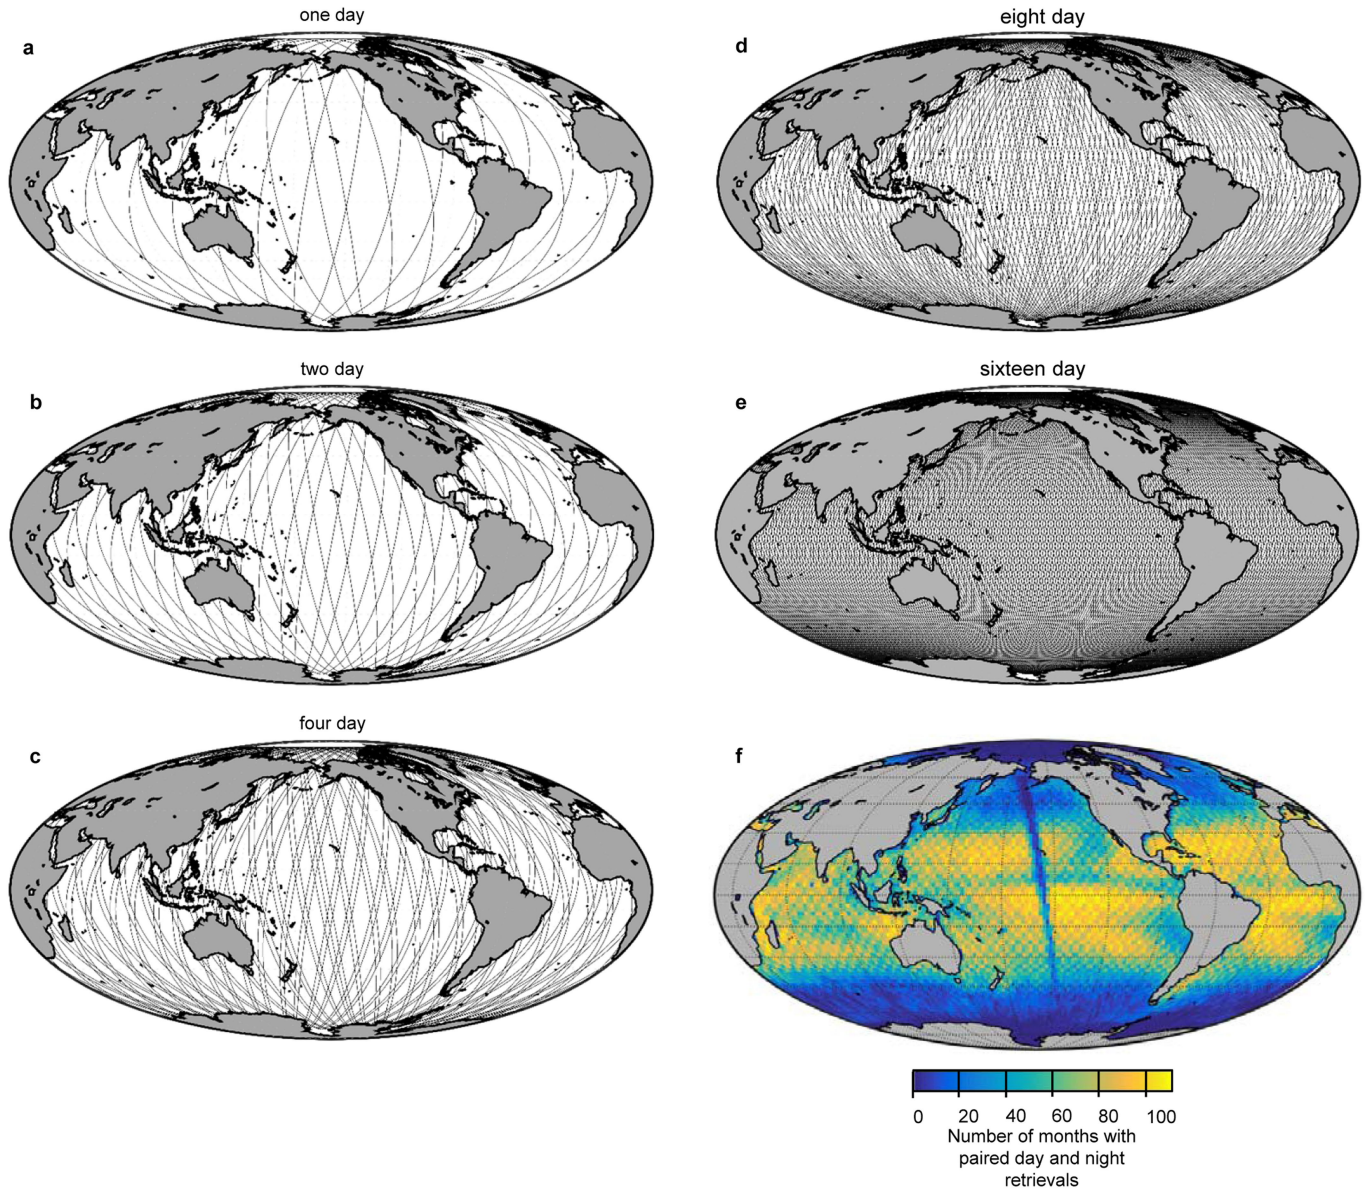 one day
a
eight day
d
two day
b
sixteen day
e
four day
c
f
0 20 40 60 80 100
Number of months with
paired day and night
retrievals